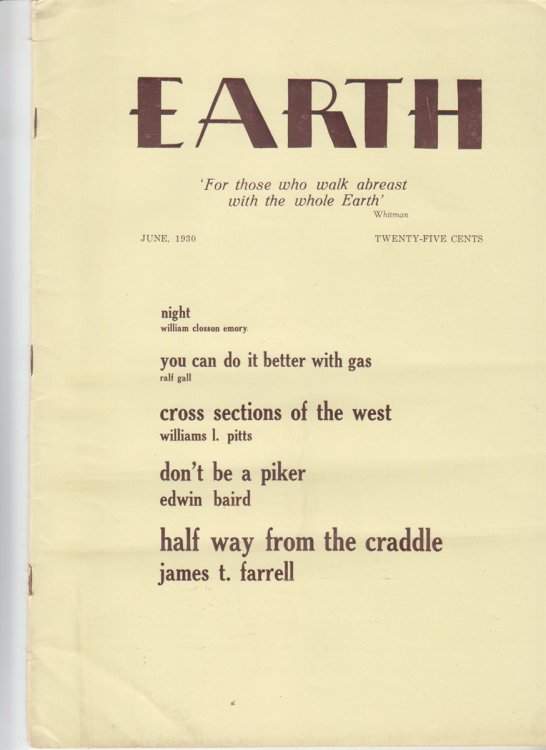 EARTH
'For those who walk abreast
with the whole Earth'
Whitman
JUNE, 1930 TWENTY-FIVE CENTS
night
william closson emory
you can do it better with gas
ralf gall
cross sections of the west
williams l. pitts
don't be a piker
edwin baird
half way from the craddle
james t. farrell